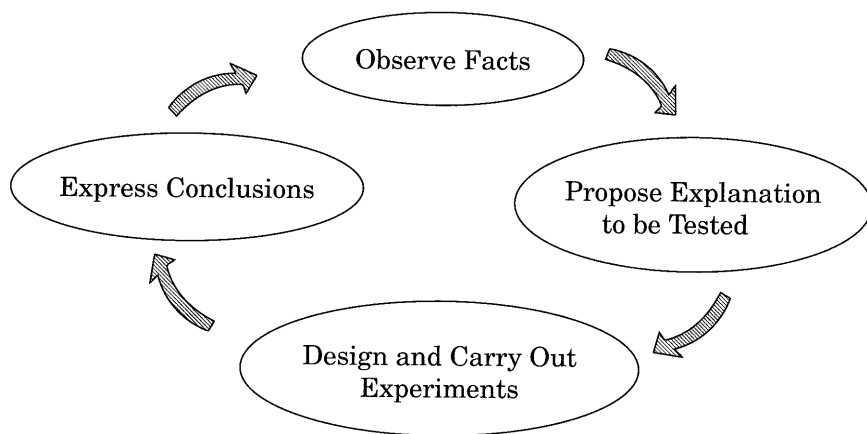 Observe Facts
Propose Explanation
to be Tested
Design and Carry Out
Experiments
Express Conclusions